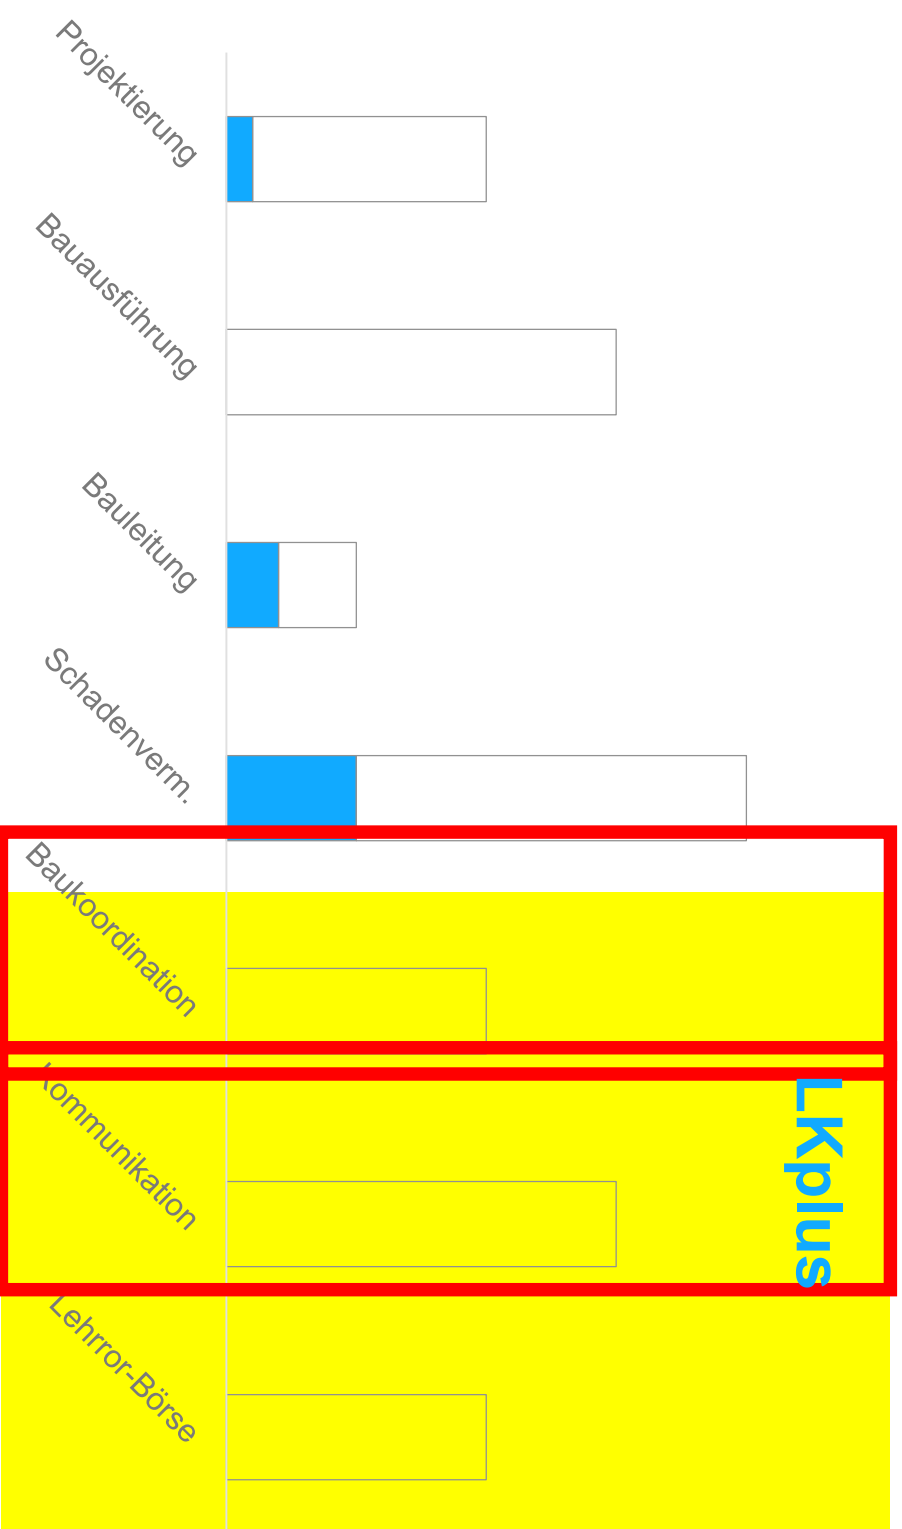 Projektierung
Bauausführung
Bauleitung
Schadenverm.
Baukoordination
Kommunikation
LKplus
Lehrror-Börse